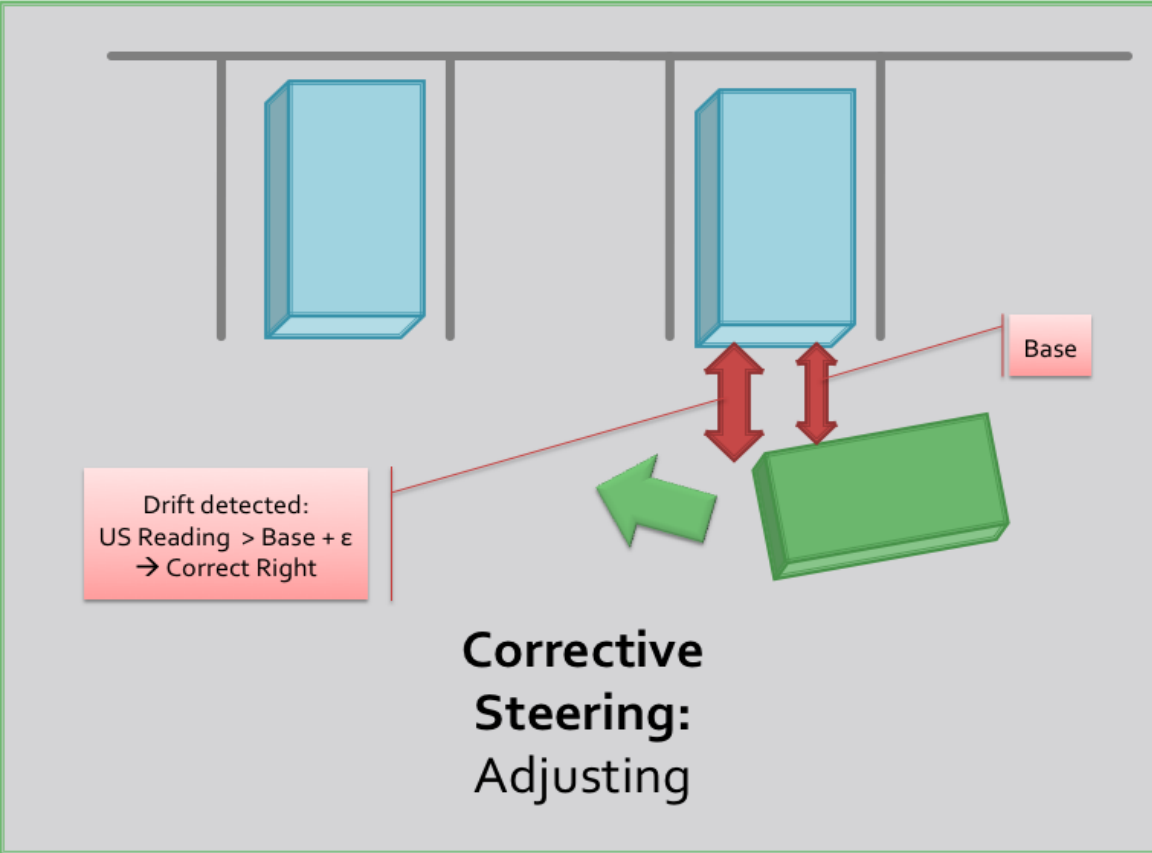 Base
Drift detected:
US Reading > Base + ε
→ Correct Right
Corrective
Steering:
Adjusting